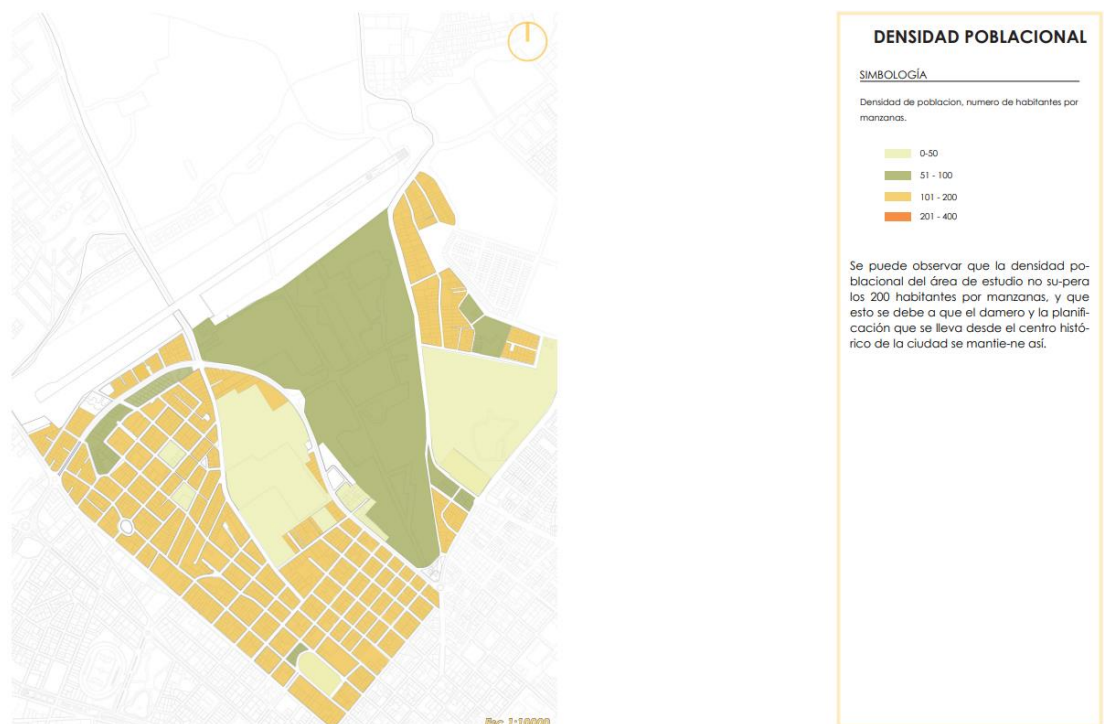 DENSIDAD POBLACIONAL
SIMBOLOGÍA
Densidad de poblacion, numero de habitantes por
manzanas.
0-50
51 - 100
101 - 200
201 - 400
Se puede observar que la densidad po-
blacional del área de estudio no su-pera
los 200 habitantes por manzanas, y que
esto se debe a que el damero y la planifi-
cación que se lleva desde el centro histó-
rico de la ciudad se mantie-ne así.
Esc 1:10000